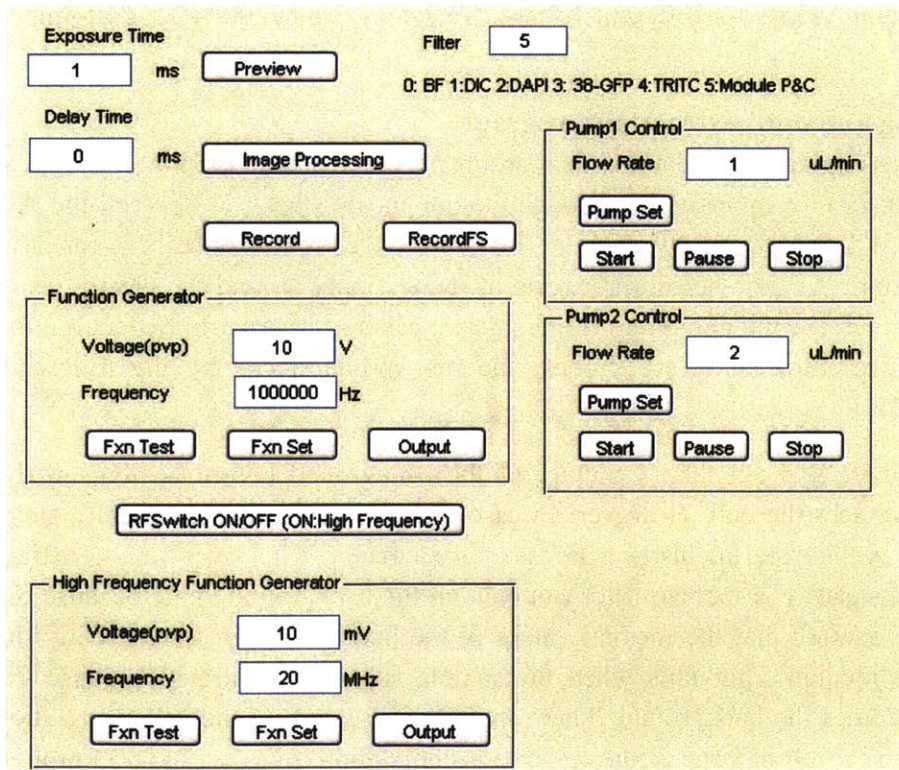 Exposure Time
1 ms Preview
Delay Time
0 ms Image Processing
Record RecordFS
Filter 5
0: BF 1:DIC 2:DAPI 3: 38-GFP 4:TRITC 5:Module P&C
Pump1 Control
Flow Rate 1 uL/min
Pump Set
Start Pause Stop
Pump2 Control
Flow Rate 2 uL/min
Pump Set
Start Pause Stop
Function Generator
Voltage(pvp) 10 V
Frequency 1000000 Hz
Fxn Test Fxn Set Output
RFSwitch ON/OFF (ON:High Frequency)
High Frequency Function Generator
Voltage(pvp) 10 mV
Frequency 20 MHz
Fxn Test Fxn Set Output